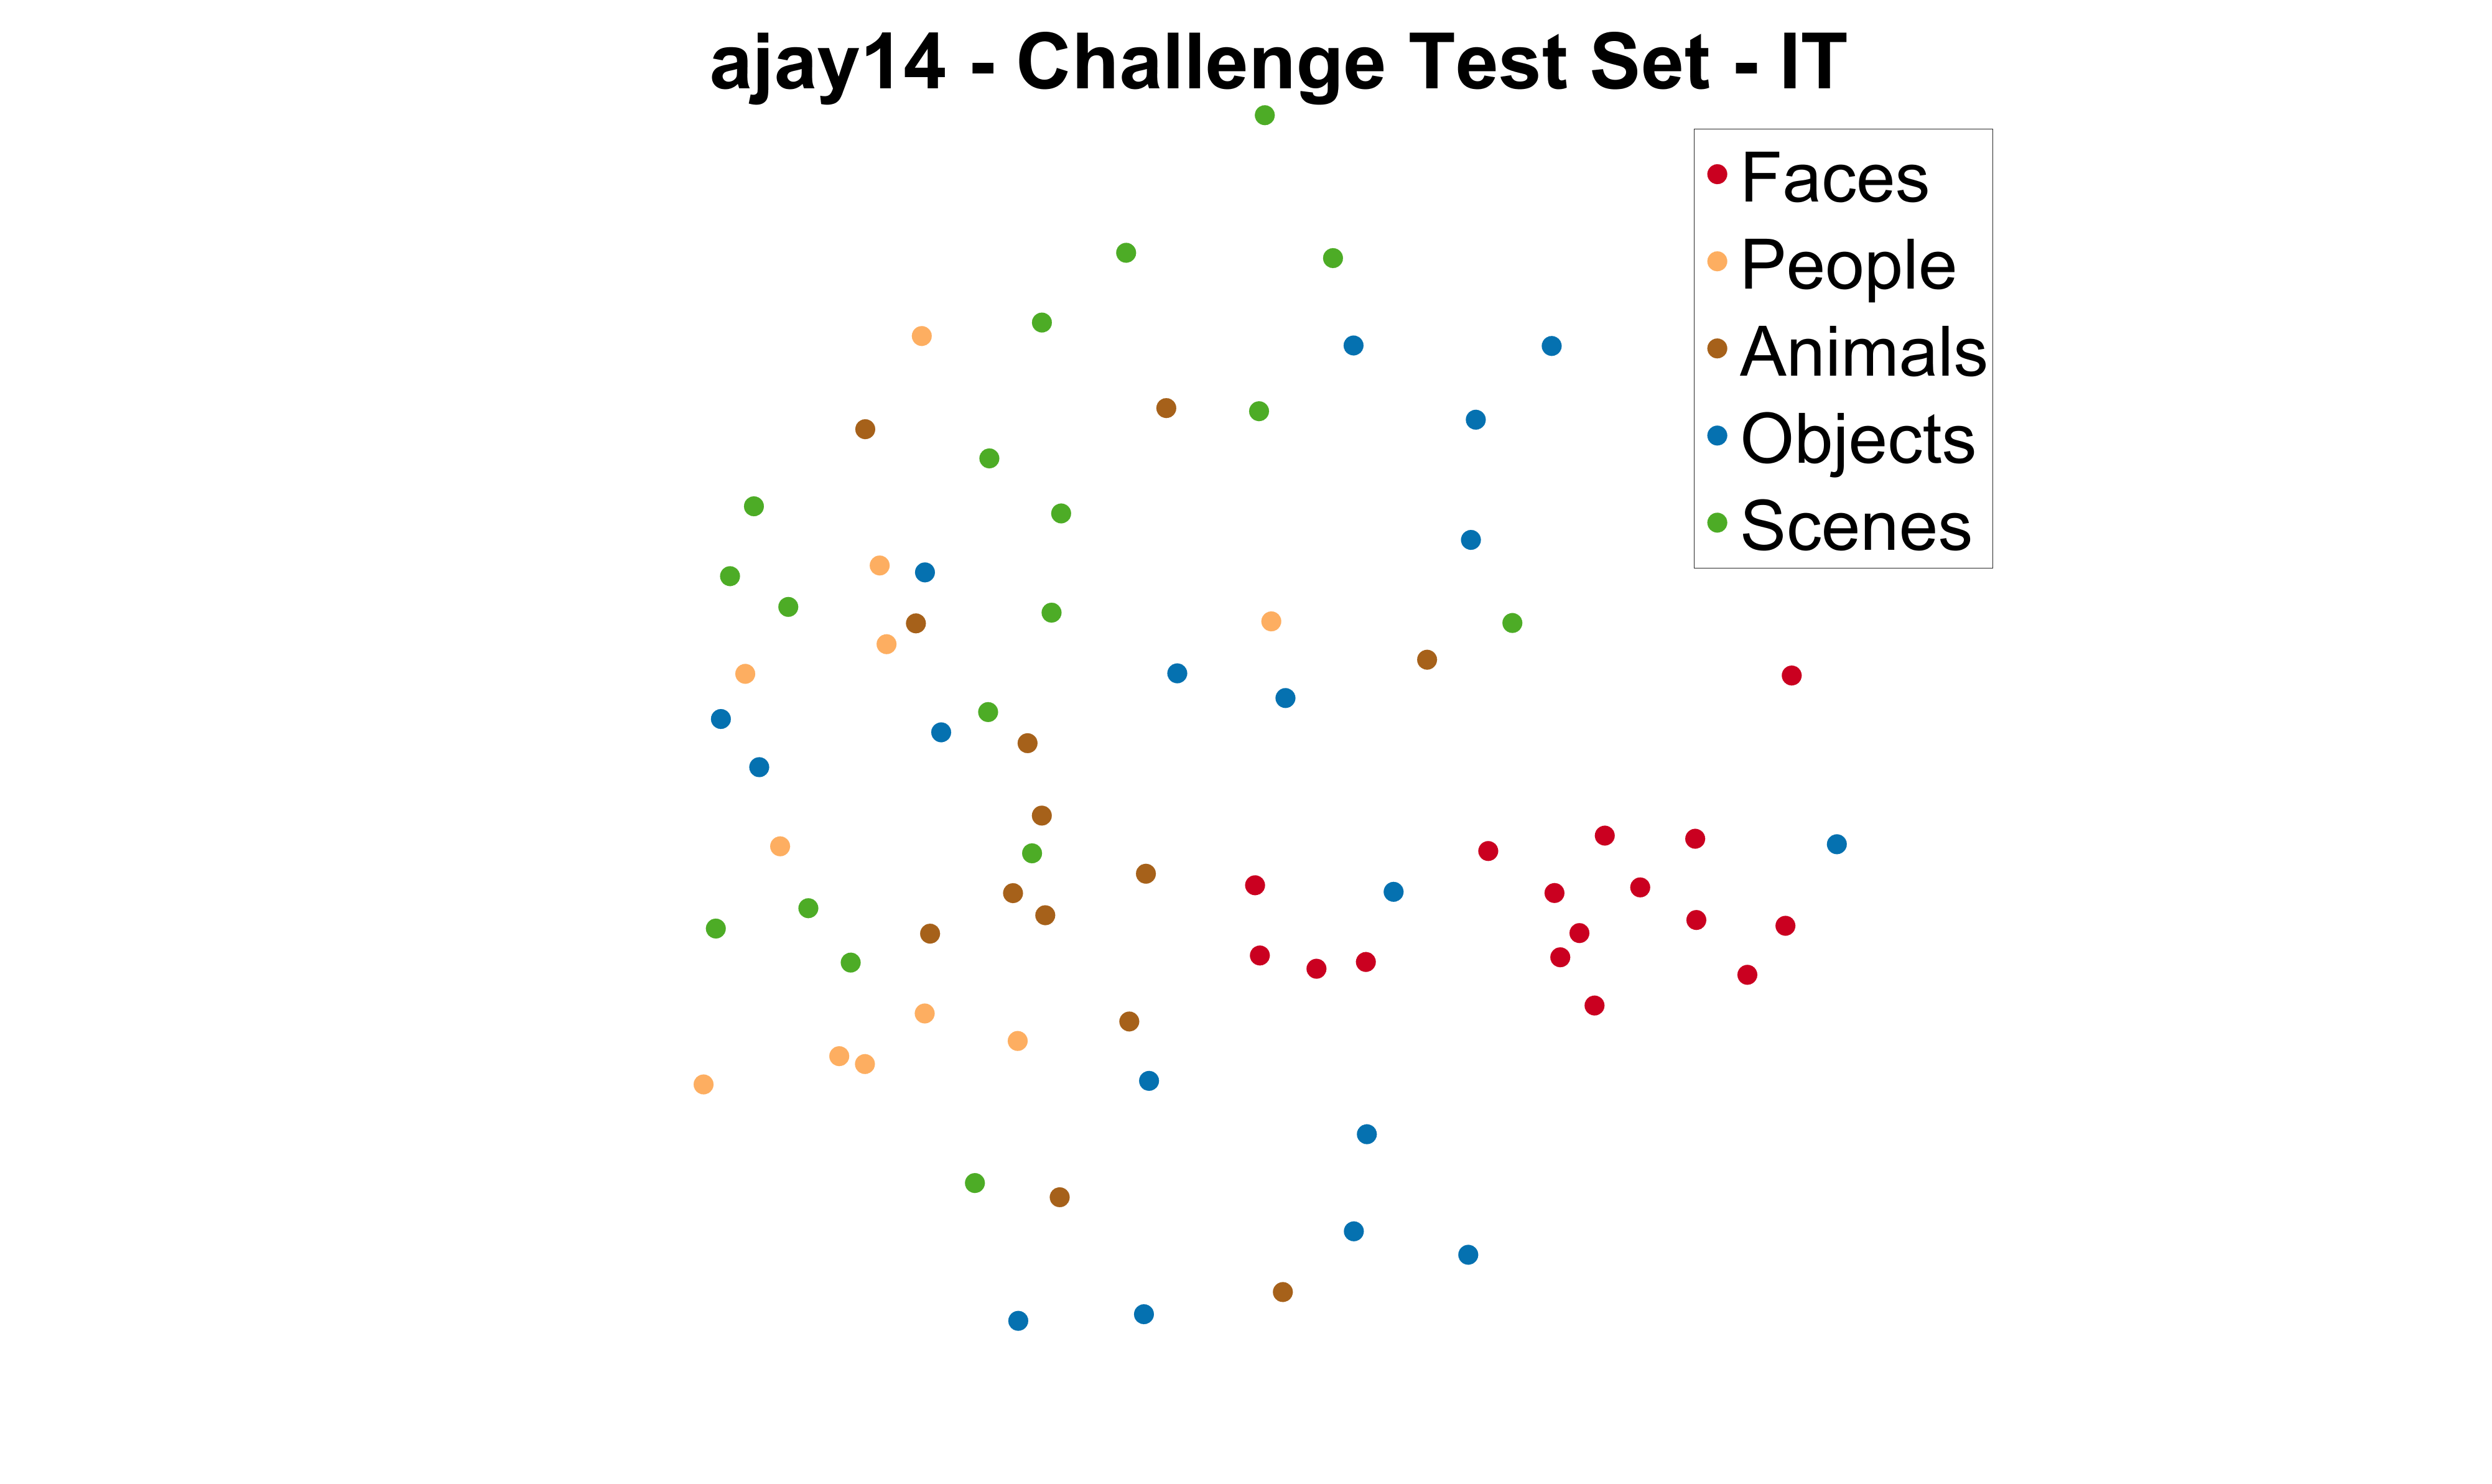 ajay14 - Challenge Test Set - IT
Faces
People
Animals
Objects
Scenes